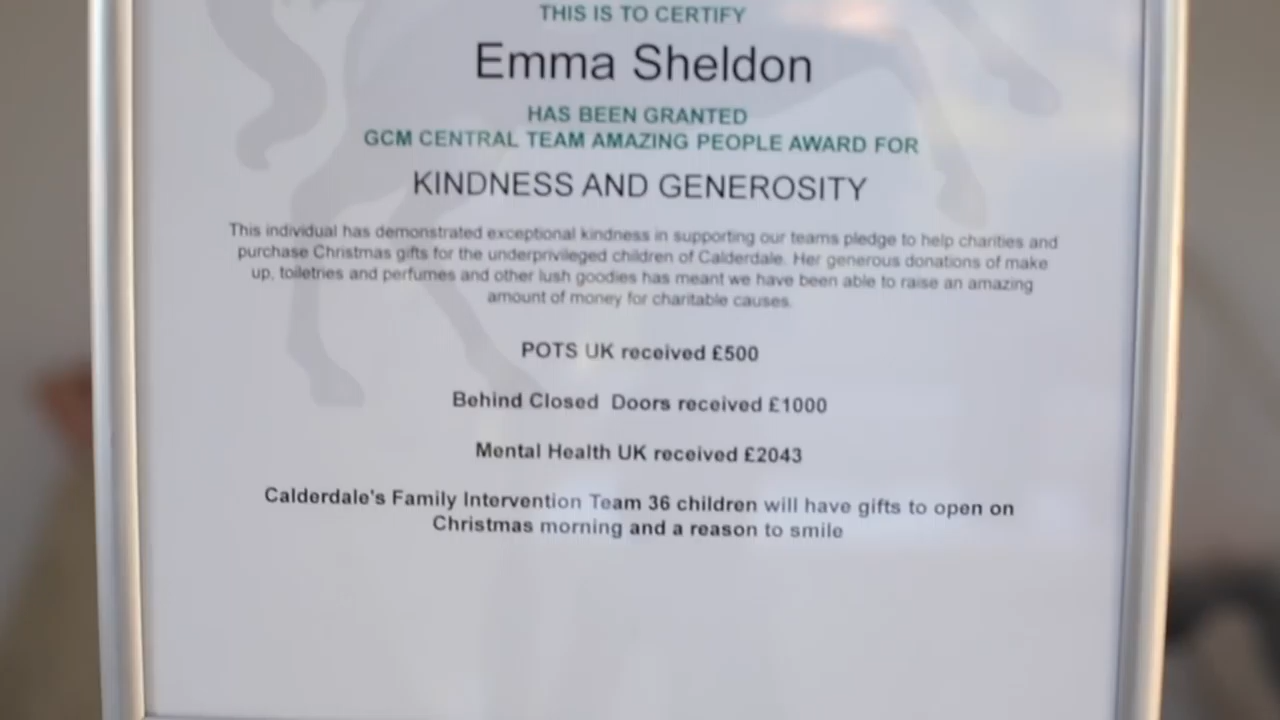 THIS IS TO CERTIFY
Emma Sheldon
HAS BEEN GRANTED
GCM CENTRAL TEAM AMAZING PEOPLE AWARD FOR
KINDNESS AND GENEROSITY
This individual has demonstrated exceptional kindness in supporting our teams pledge to help charities and
purchase Christmas gifts for the underprivileged children of Calderdale. Her generous donations of make
up, toiletries and perfumes and other lush goodies has meant we have been able to raise an amazing
amount of money for charitable causes.
POTS UK received £500
Behind Closed Doors received £1000
Mental Health UK received £2043
Calderdale's Family Intervention Team 36 children will have gifts to open on
Christmas morning and a reason to smile